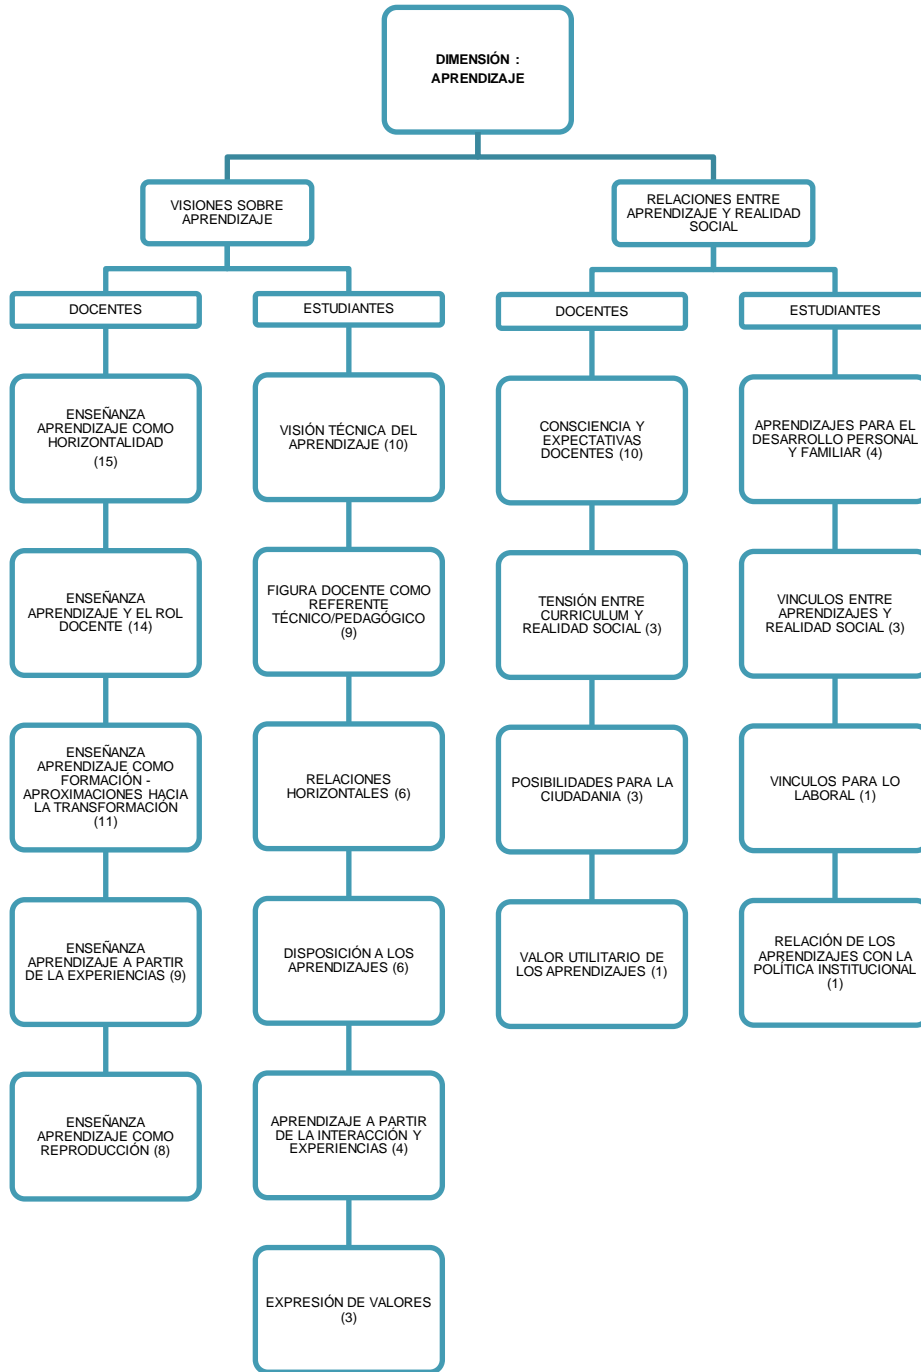 DIMENSIÓN :
APRENDIZAJE
VISIONES SOBRE
APRENDIZAJE
RELACIONES ENTRE
APRENDIZAJE Y REALIDAD
SOCIAL
DOCENTES
ESTUDIANTES
DOCENTES
ESTUDIANTES
ENSEÑANZA
APRENDIZAJE COMO
HORIZONTALIDAD
(15)
VISIÓN TÉCNICA DEL
APRENDIZAJE (10)
CONSCIENCIA Y
EXPECTATIVAS
DOCENTES (10)
APRENDIZAJES PARA EL
DESARROLLO PERSONAL
Y FAMILIAR (4)
ENSEÑANZA
APRENDIZAJE Y EL ROL
DOCENTE (14)
FIGURA DOCENTE COMO
REFERENTE
TÉCNICO/PEDAGÓGICO
(9)
TENSIÓN ENTRE
CURRICULUM Y
REALIDAD SOCIAL (3)
VINCULOS ENTRE
APRENDIZAJES Y
REALIDAD SOCIAL (3)
ENSEÑANZA
APRENDIZAJE COMO
FORMACIÓN -
APROXIMACIONES HACIA
LA TRANSFORMACIÓN
(11)
RELACIONES
HORIZONTALES (6)
POSIBILIDADES PARA LA
CIUDADANIA (3)
VINCULOS PARA LO
LABORAL (1)
ENSEÑANZA
APRENDIZAJE A PARTIR
DE LA EXPERIENCIAS (9)
DISPOSICIÓN A LOS
APRENDIZAJES (6)
VALOR UTILITARIO DE
LOS APRENDIZAJES (1)
RELACIÓN DE LOS
APRENDIZAJES CON LA
POLÍTICA INSTITUCIONAL
(1)
ENSEÑANZA
APRENDIZAJE COMO
REPRODUCCIÓN (8)
APRENDIZAJE A PARTIR
DE LA INTERACCIÓN Y
EXPERIENCIAS (4)
EXPRESIÓN DE VALORES
(3)